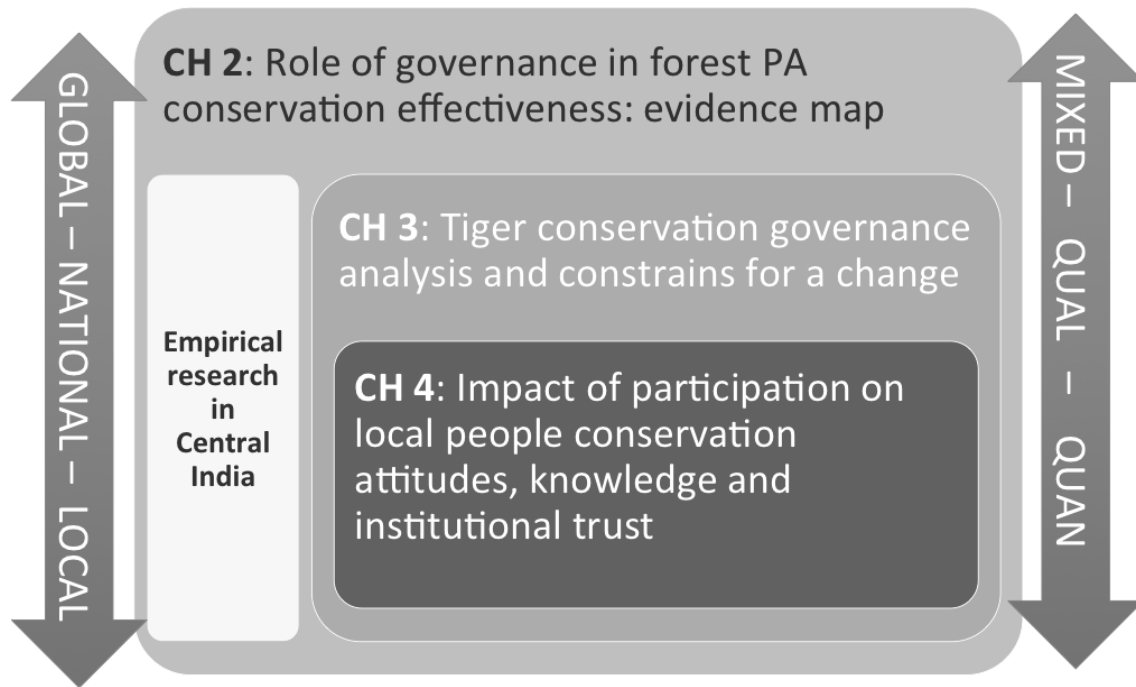 GLOBAL – NATIONAL – LOCAL
CH 2: Role of governance in forest PA
conservation effectiveness: evidence map
Empirical
research
in
Central
India
CH 3: Tiger conservation governance
analysis and constrains for a change
CH 4: Impact of participation on
local people conservation
attitudes, knowledge and
institutional trust
MIXED – QUAL – QUAN